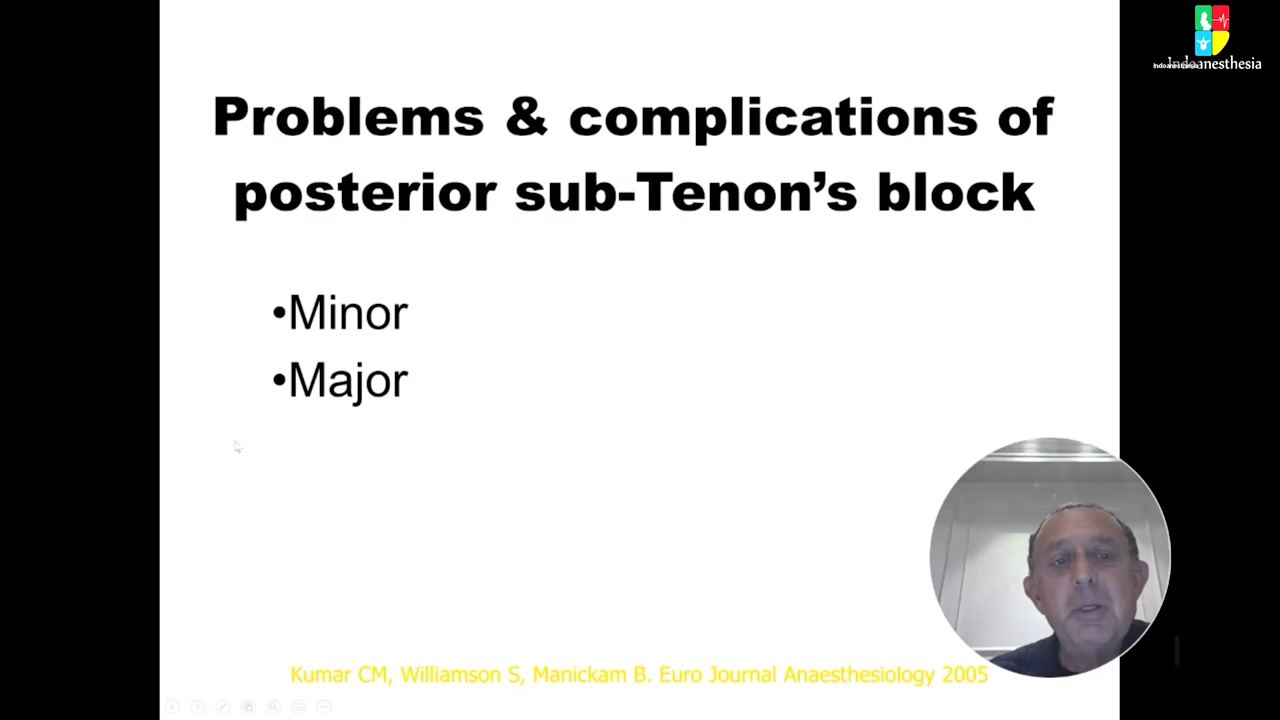 Indoanesthesia
Problems & complications of
posterior sub-Tenon’s block
•Minor
•Major
Kumar CM, Williamson S, Manickam B. Euro Journal Anaesthesiology 2005